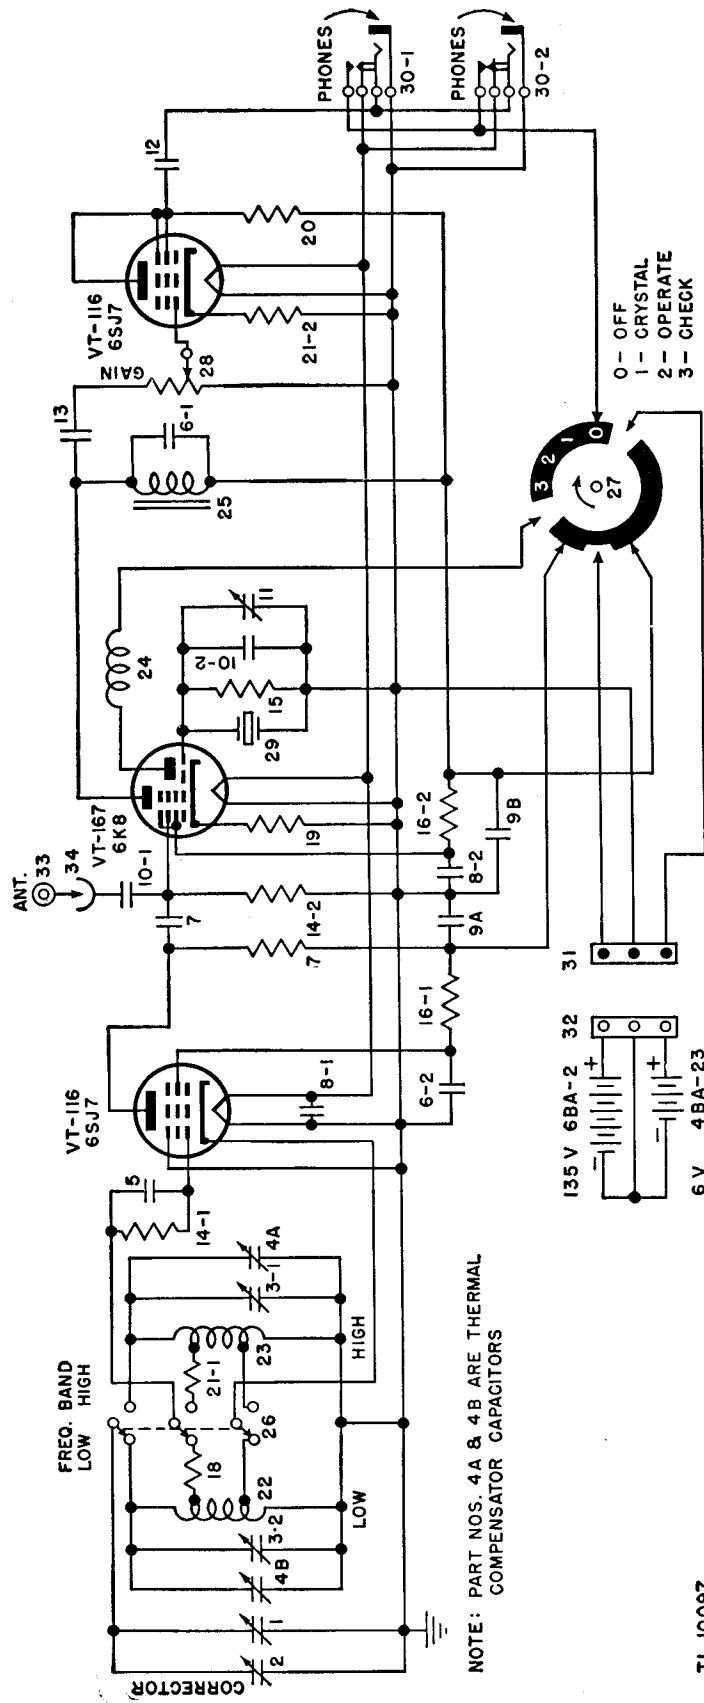 CORRECTOR
2
1
4B
3-2
LOW
22
18
26
FREQ. BAND
LOW HIGH
21-1
23
HIGH
3-1
4A
14-1
5
VT-116
6SJ7
8-1
6-2
16-1
7
7
9A
14-2
8-2
ANT.
33
34
10-1
VT-167
6K8
19
16-2
9B
29
15
10-2
11
24
25
6-1
13
GAIN
28
VT-116
6SJ7
21-2
20
12
PHONES
30-1
PHONES
30-2
3 2 1 0
27
0- OFF
1- CRYSTAL
2- OPERATE
3- CHECK
31
32
135 V 6BA-2
6 V 4BA-23
+
−
+
−
NOTE: PART NOS. 4A & 4B ARE THERMAL
COMPENSATOR CAPACITORS
TL 10097